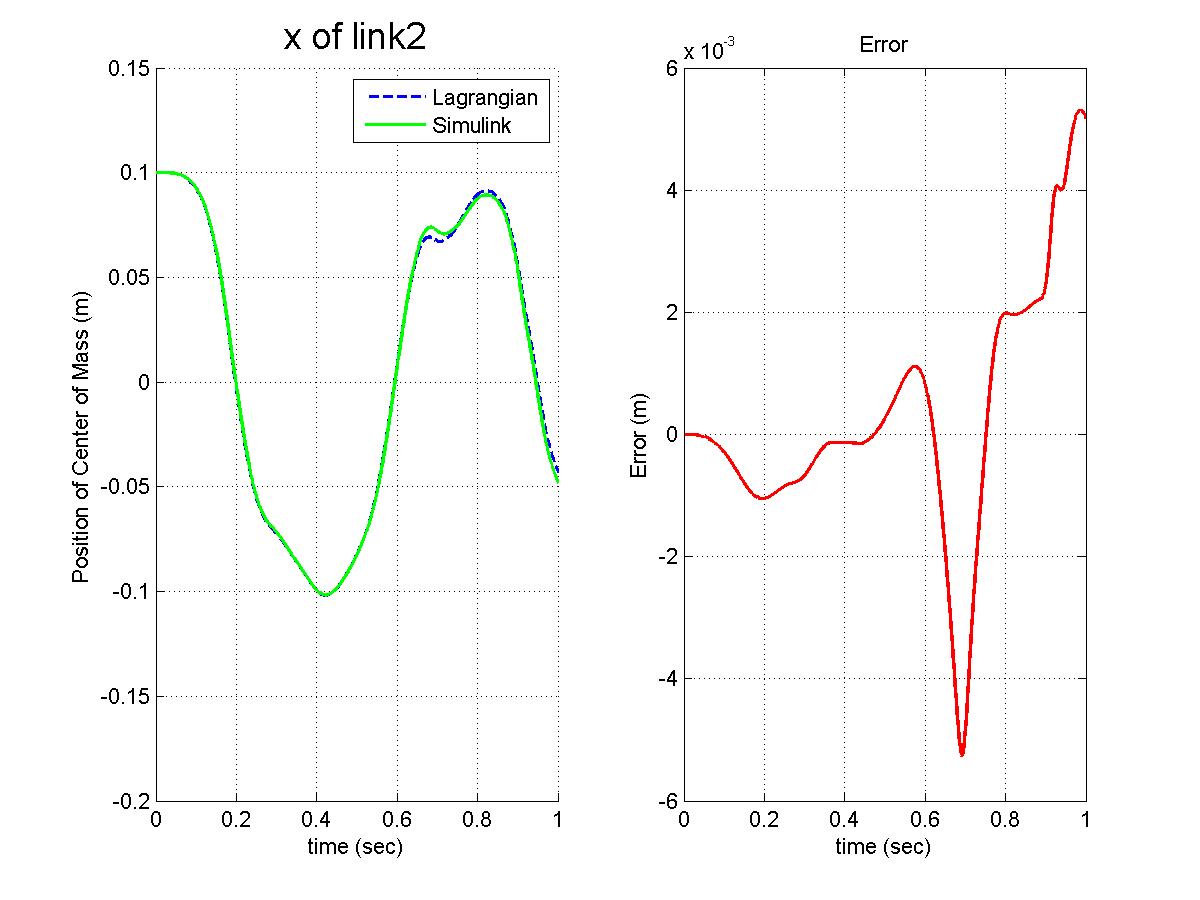 x of link2
0.15
0.1
0.05
0
-0.05
-0.1
-0.15
-0.2
Position of Center of Mass (m)
Lagrangian
Simulink
0 0.2 0.4 0.6 0.8 1
time (sec)
Error
x 10-3
6
4
2
0
-2
-4
-6
Error (m)
0 0.2 0.4 0.6 0.8 1
time (sec)